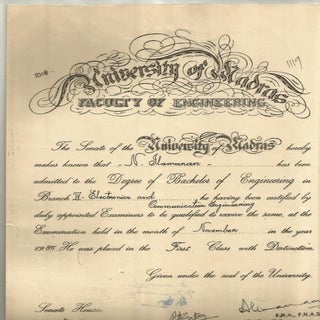 1018
1119
University of Madras
FACULTY OF ENGINEERING.
The Senate of the University of Madras hereby
makes known that - N. has been
admitted to the Degree of Bachelor of Engineering in
Branch IV- Electronics and he having been certified by
Communication Engineering
duly appointed Examiners to be qualified to receive the same, at the
Examination held in the month of November in the year
1985 He was placed in the First Class with Distinction.
Given under the seal of the University.
Senate House,